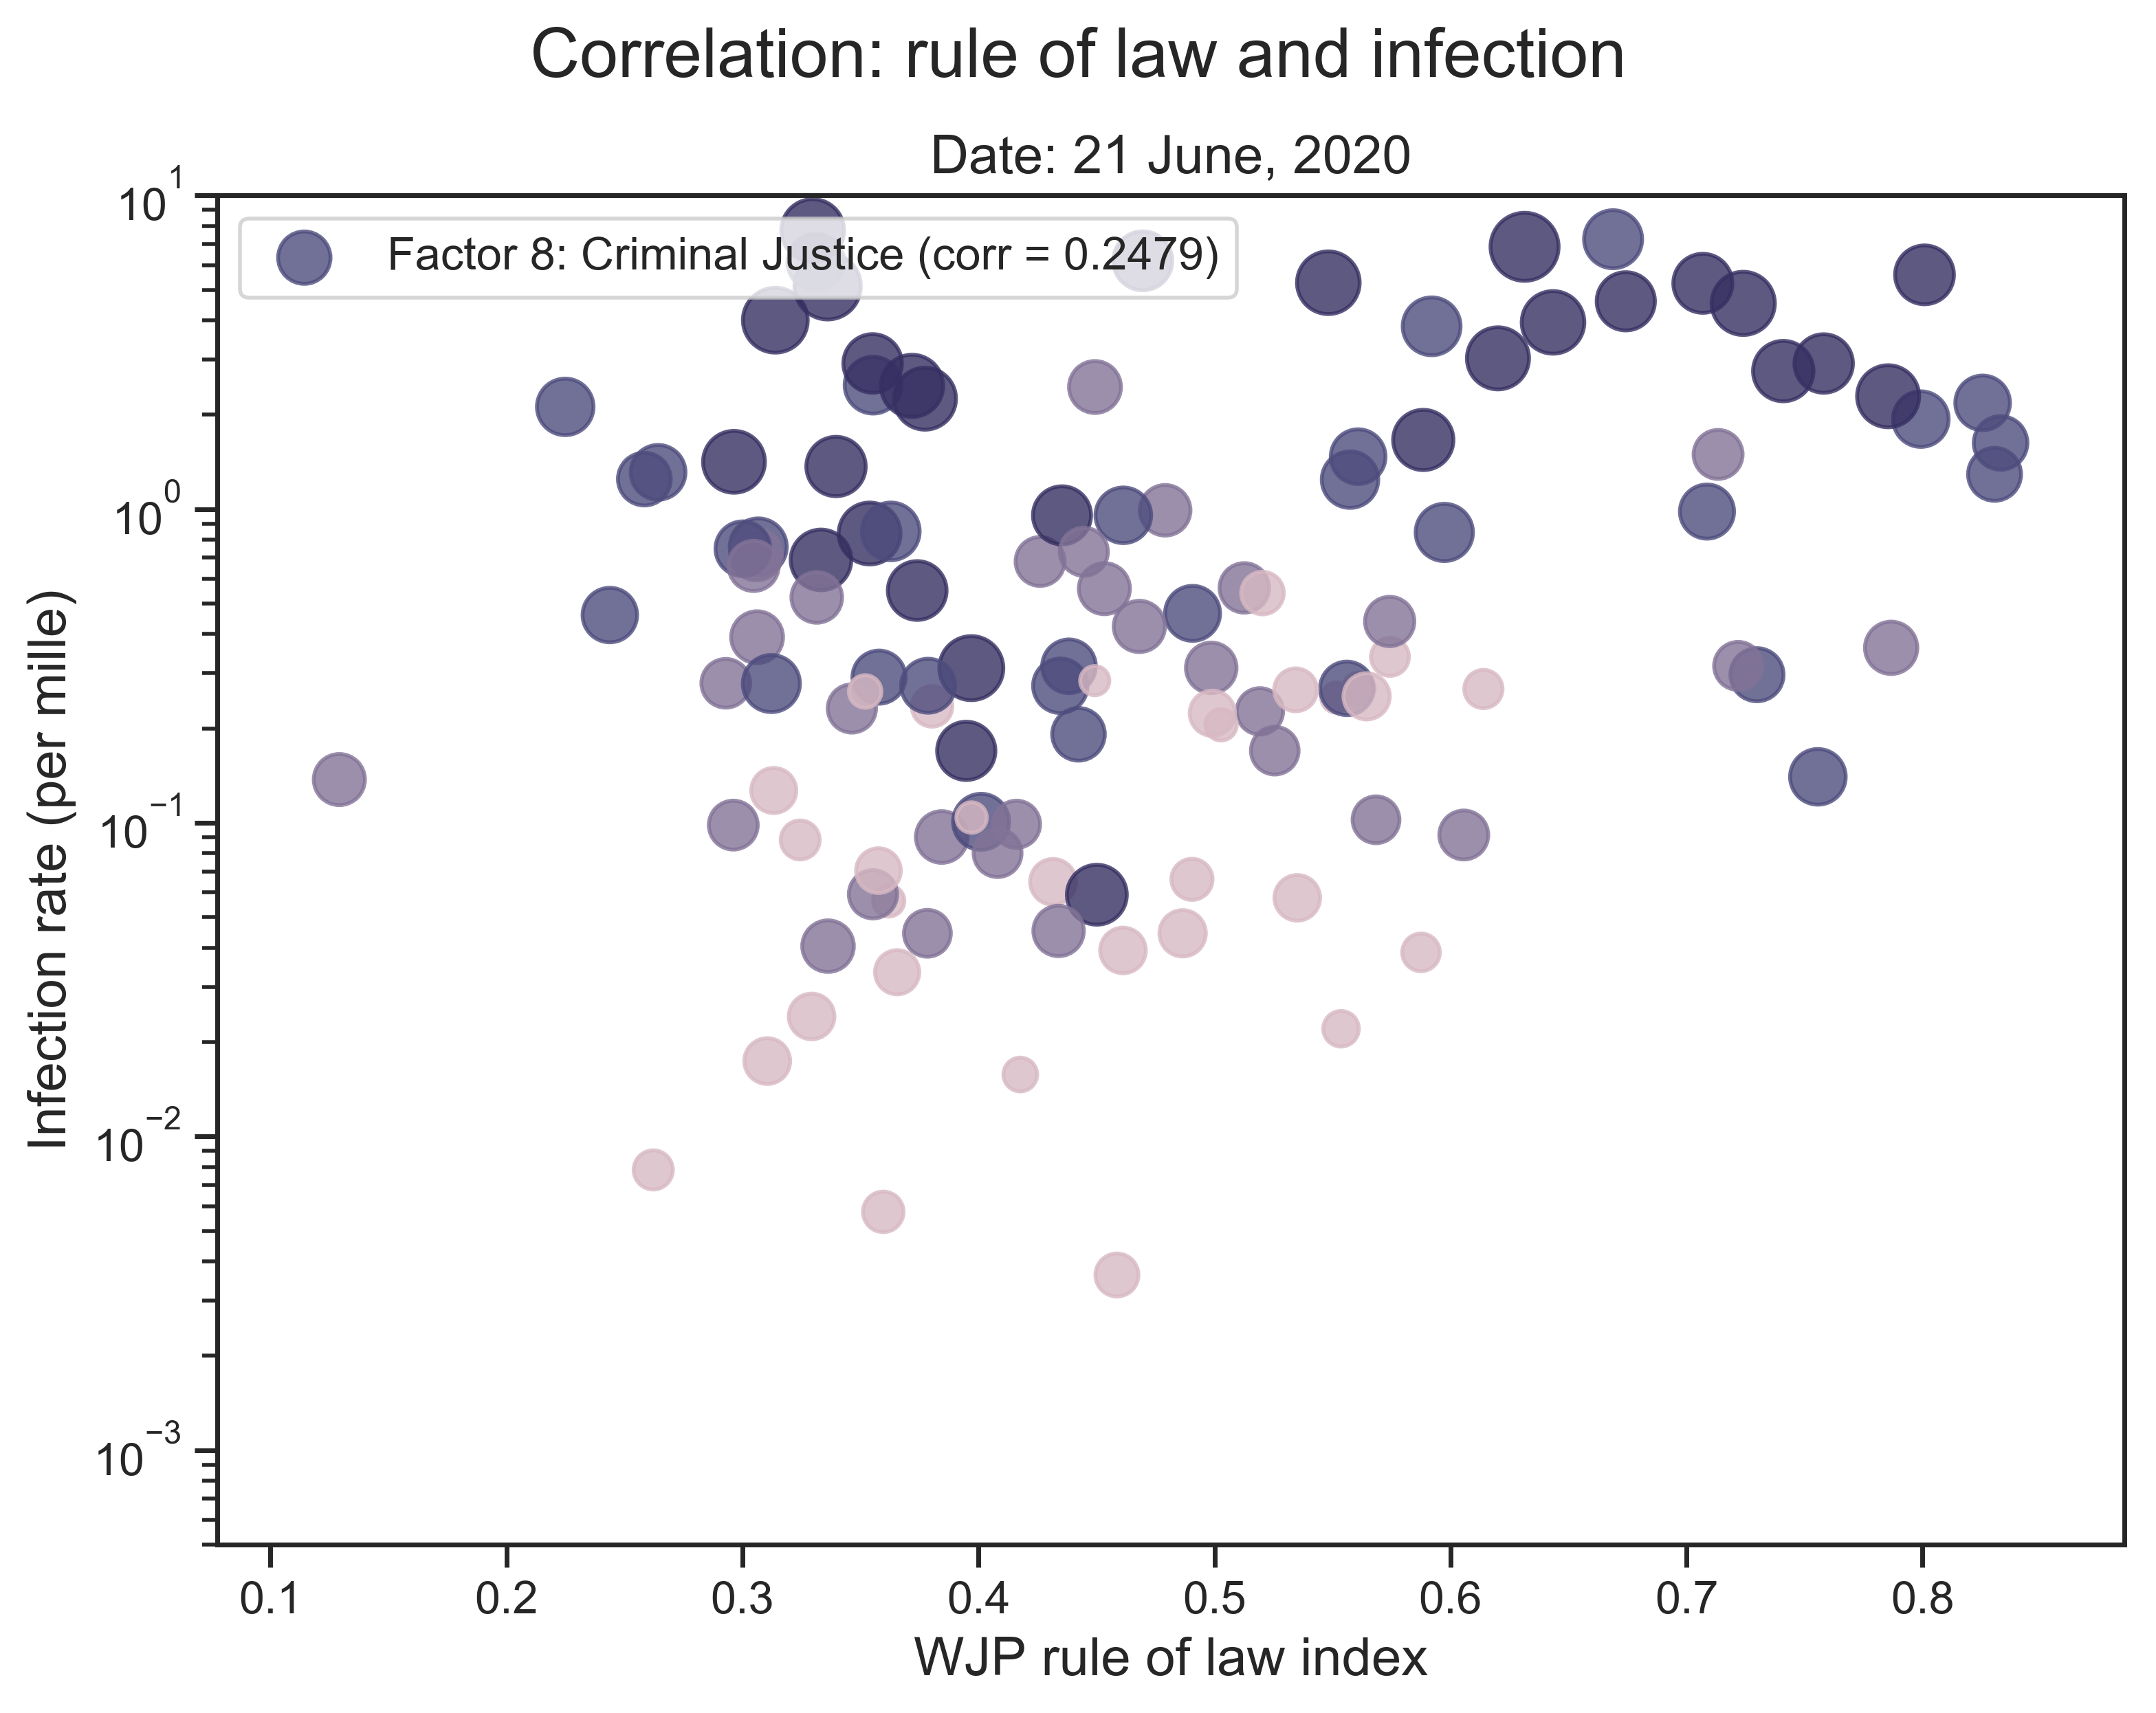 Correlation: rule of law and infection
Date: 21 June, 2020
Factor 8: Criminal Justice (corr = 0.2479)
Infection rate (per mille)
10^1
10^0
10^−1
10^−2
10^−3
0.1 0.2 0.3 0.4 0.5 0.6 0.7 0.8
WJP rule of law index